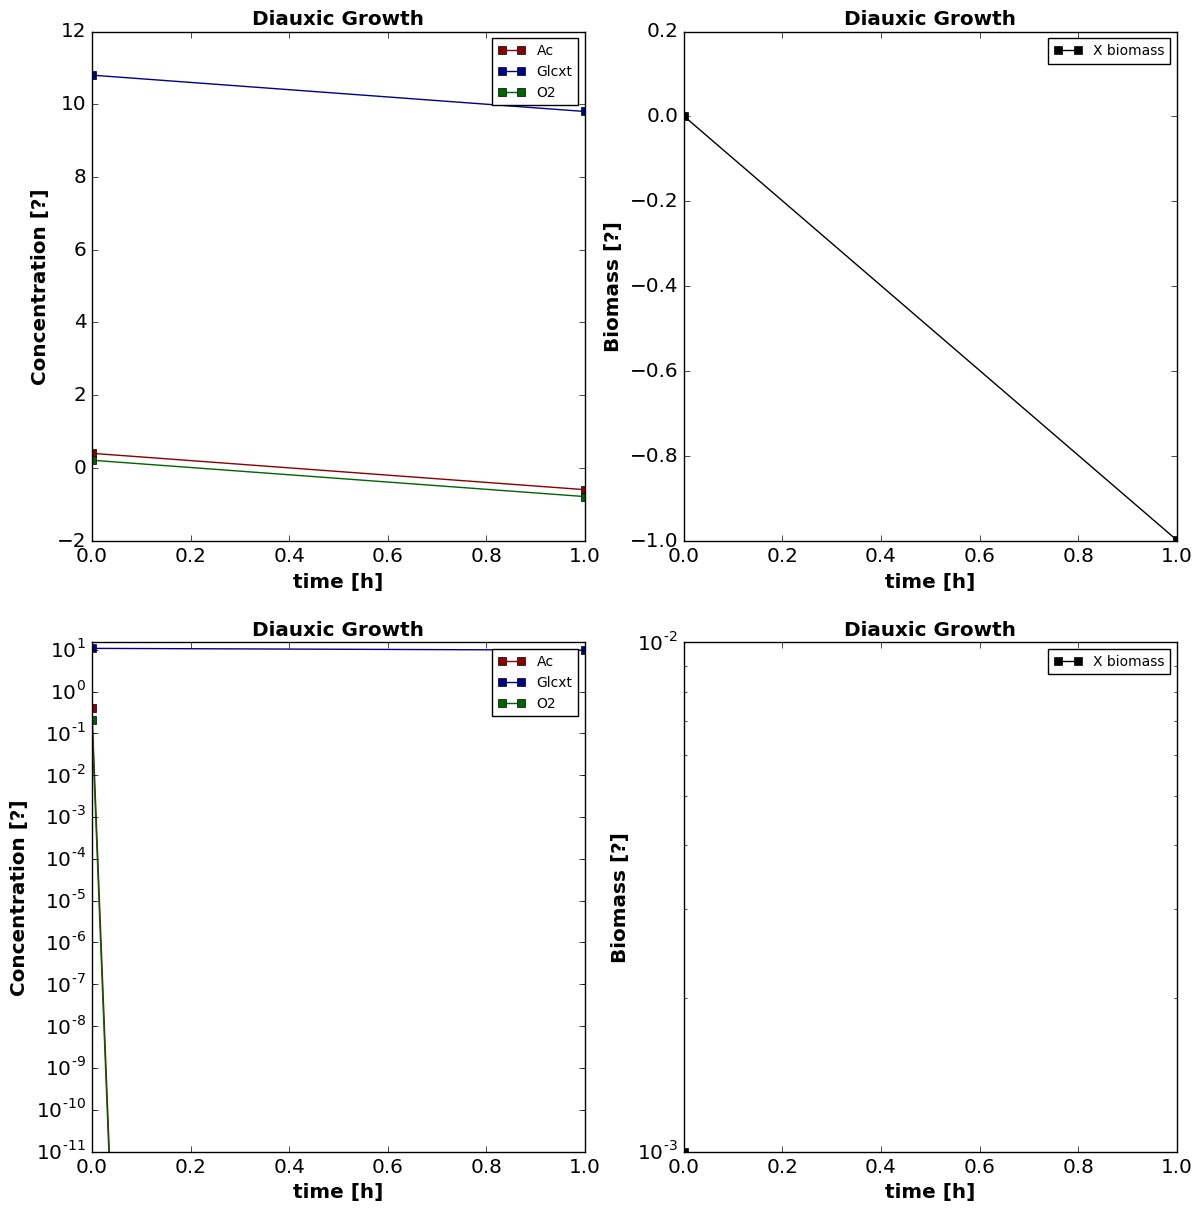 Diauxic Growth
Ac
Glcxt
O2
Concentration [?]
12
10
8
6
4
2
0
−2
0.0 0.2 0.4 0.6 0.8 1.0
time [h]
Diauxic Growth
X biomass
Biomass [?]
0.2
0.0
−0.2
−0.4
−0.6
−0.8
−1.0
0.0 0.2 0.4 0.6 0.8 1.0
time [h]
Diauxic Growth
Ac
Glcxt
O2
Concentration [?]
10^1
10^0
10^-1
10^-2
10^-3
10^-4
10^-5
10^-6
10^-7
10^-8
10^-9
10^-10
10^-11
0.0 0.2 0.4 0.6 0.8 1.0
time [h]
Diauxic Growth
X biomass
Biomass [?]
10^-2
10^-3
0.0 0.2 0.4 0.6 0.8 1.0
time [h]